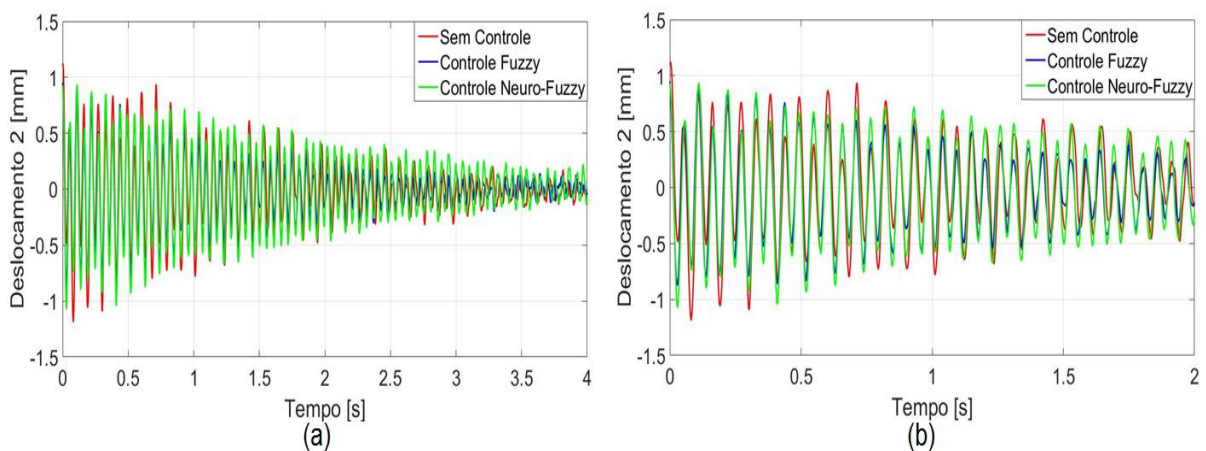 Deslocamento 2 [mm]
1.5
1
0.5
0
-0.5
-1
-1.5
0
0.5
1
1.5
2
2.5
3
3.5
4
Tempo [s]
(a)
Sem Controle
Controle Fuzzy
Controle Neuro-Fuzzy
Deslocamento 2 [mm]
1.5
1
0.5
0
-0.5
-1
-1.5
0
0.5
1
1.5
2
Tempo [s]
(b)
Sem Controle
Controle Fuzzy
Controle Neuro-Fuzzy